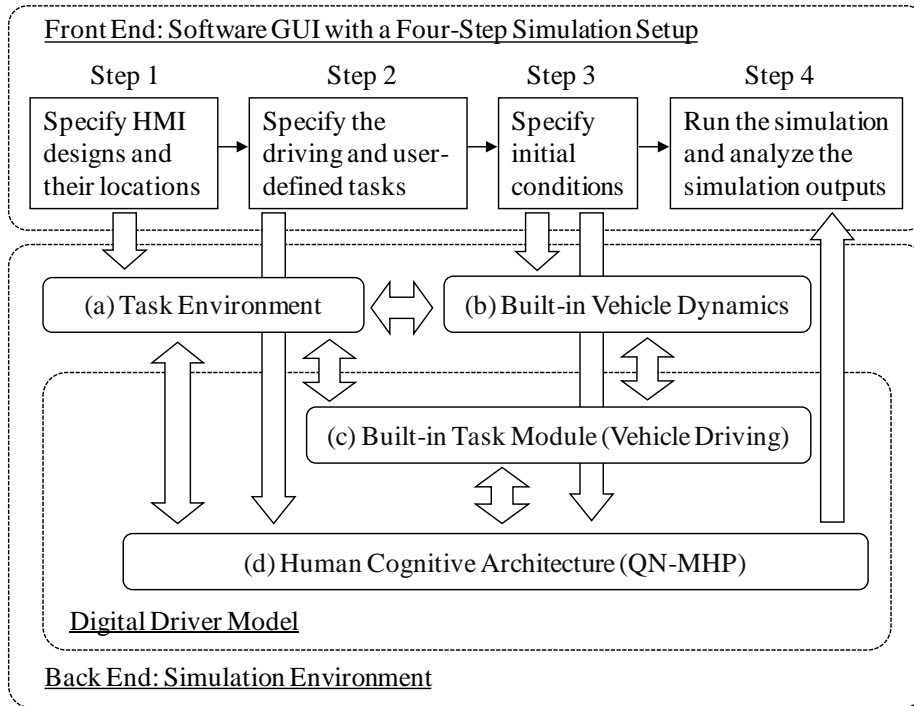 Front End: Software GUI with a Four-Step Simulation Setup
Step 1
Step 2
Step 3
Step 4
Specify HMI
designs and
their locations
Specify the
driving and user-
defined tasks
Specify
initial
conditions
Run the simulation
and analyze the
simulation outputs
(a) Task Environment
(b) Built-in Vehicle Dynamics
(c) Built-in Task Module (Vehicle Driving)
(d) Human Cognitive Architecture (QN-MHP)
Digital Driver Model
Back End: Simulation Environment